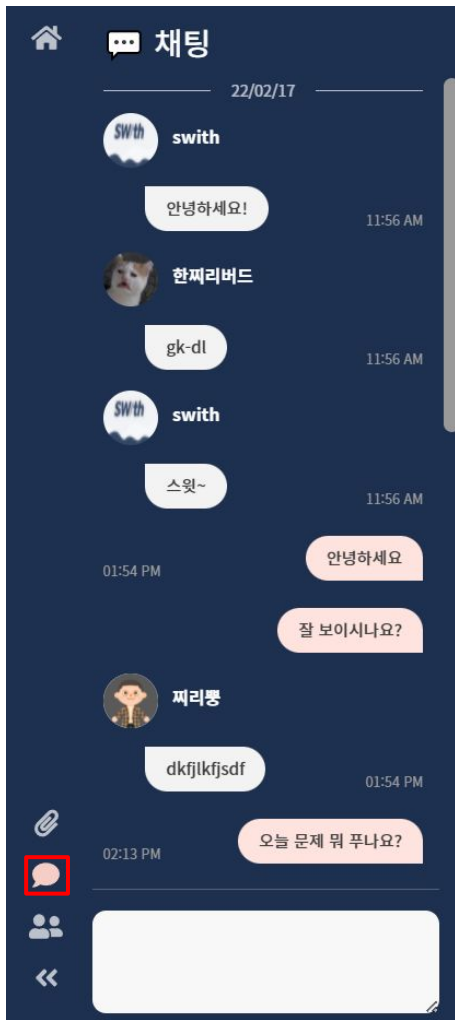 채팅
22/02/17
SWth
swith
안녕하세요!
11:56 AM
한찌리버드
gk-dl
11:56 AM
SWth
swith
스윗~
11:56 AM
안녕하세요
01:54 PM
잘 보이시나요?
찌리뿡
dkfjlkfjsdf
01:54 PM
오늘 문제 뭐 푸나요?
02:13 PM